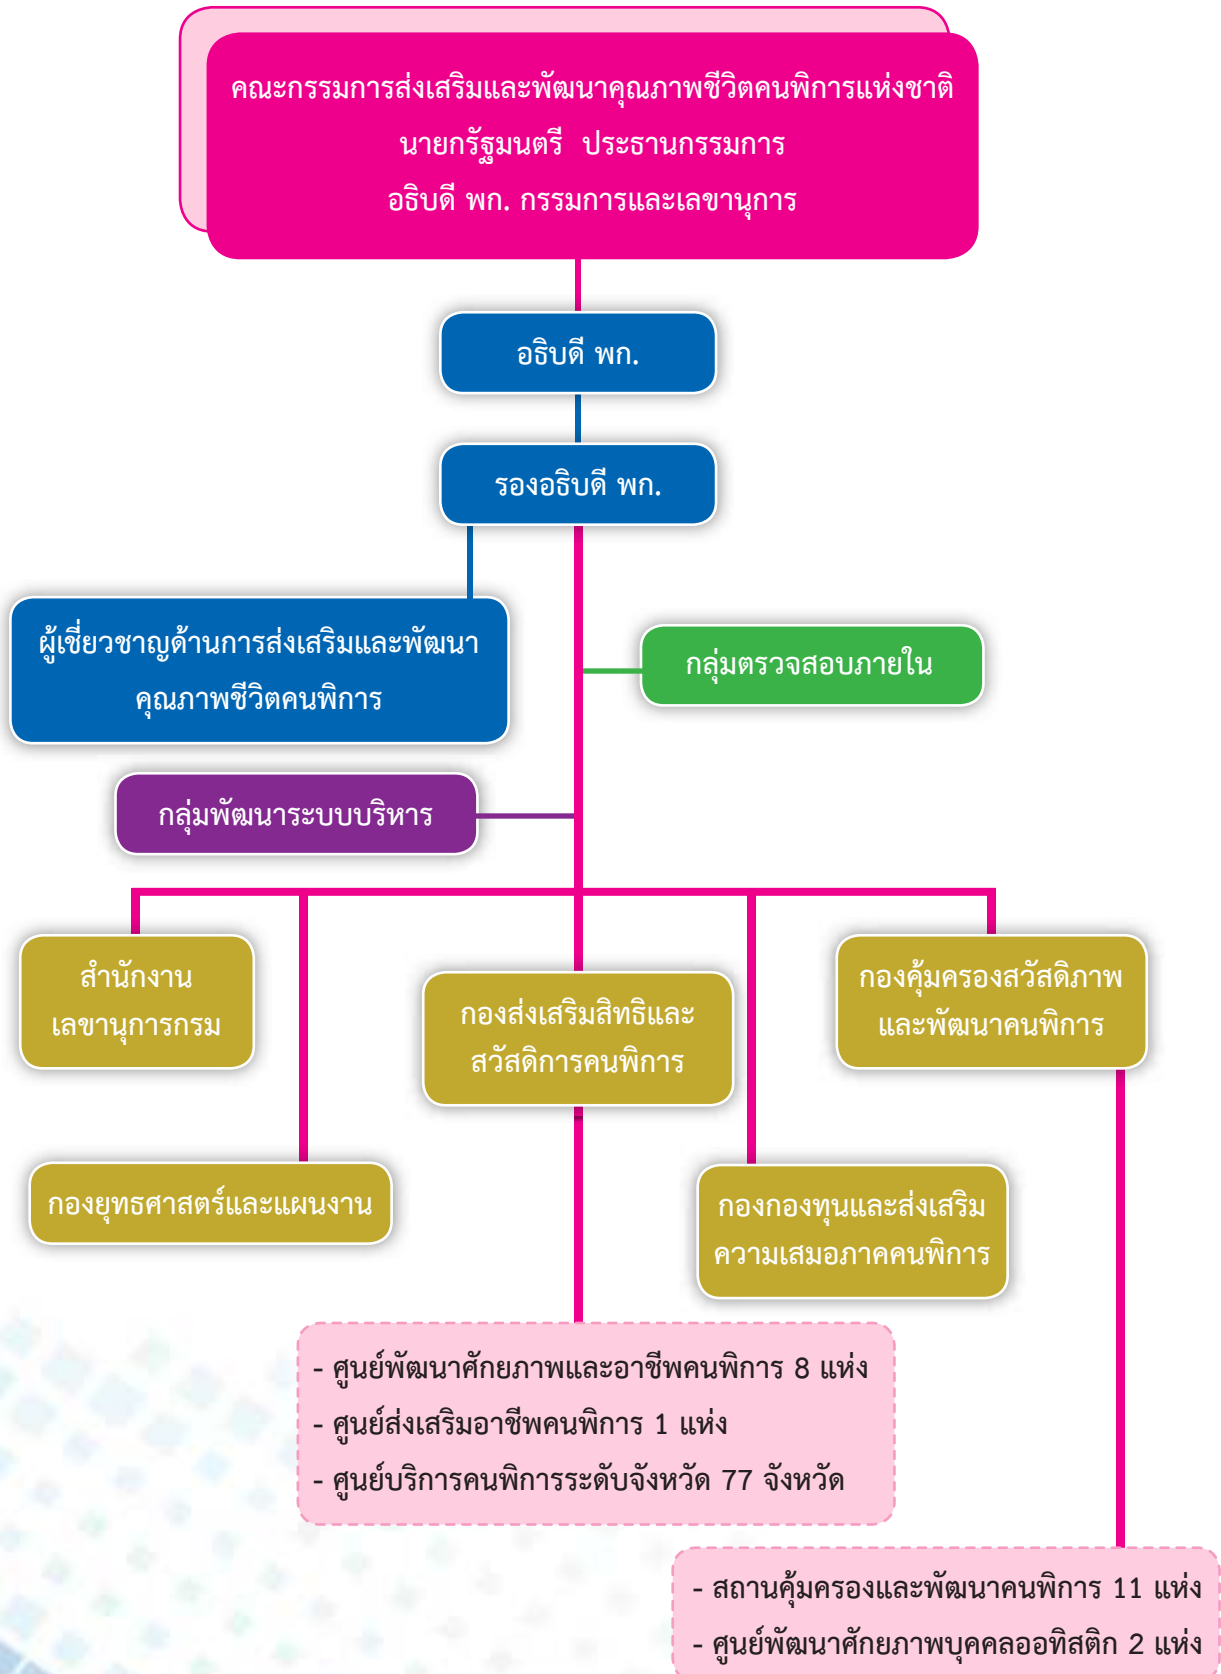 คณะกรรมการส่งเสริมและพัฒนาคุณภาพชีวิตคนพิการแห่งชาติ
นายกรัฐมนตรี ประธานกรรมการ
อธิบดี พก. กรรมการและเลขานุการ
อธิบดี พก.
รองอธิบดี พก.
ผู้เชี่ยวชาญด้านการส่งเสริมและพัฒนา
คุณภาพชีวิตคนพิการ
กลุ่มตรวจสอบภายใน
กลุ่มพัฒนาระบบบริหาร
สำนักงาน
เลขานุการกรม
กองส่งเสริมสิทธิและ
สวัสดิการคนพิการ
กองคุ้มครองสวัสดิภาพ
และพัฒนาคนพิการ
กองยุทธศาสตร์และแผนงาน
กองกองทุนและส่งเสริม
ความเสมอภาคคนพิการ
- ศูนย์พัฒนาศักยภาพและอาชีพคนพิการ 8 แห่ง
- ศูนย์ส่งเสริมอาชีพคนพิการ 1 แห่ง
- ศูนย์บริการคนพิการระดับจังหวัด 77 จังหวัด
- สถานคุ้มครองและพัฒนาคนพิการ 11 แห่ง
- ศูนย์พัฒนาศักยภาพบุคคลออทิสติก 2 แห่ง